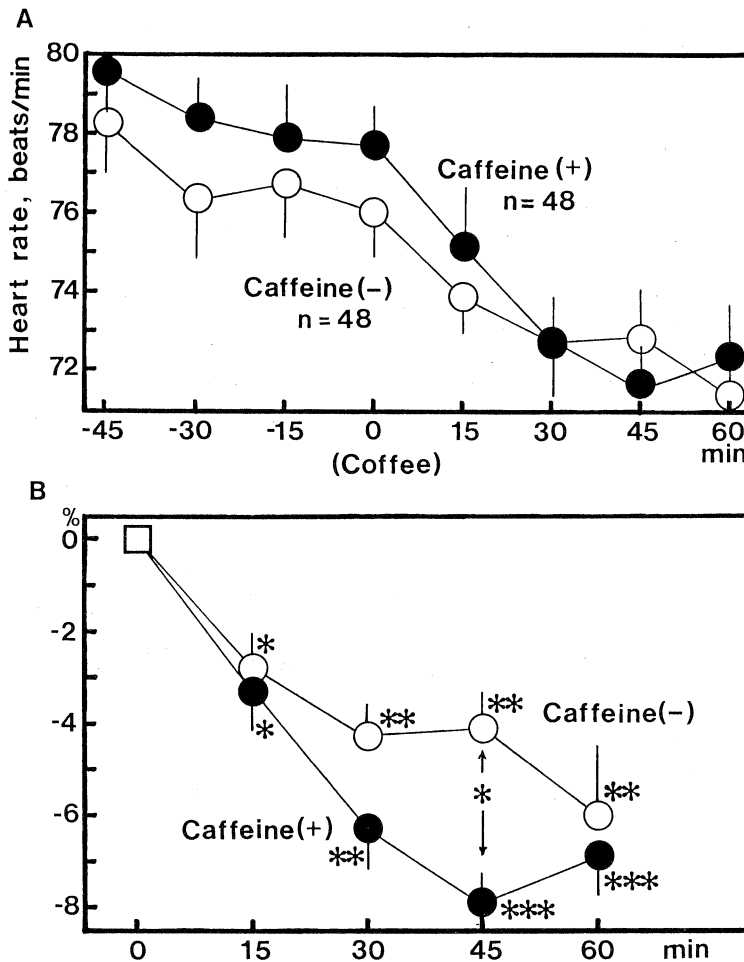 A
Heart rate, beats/min
80
78
76
74
72
Caffeine (+)
n = 48
Caffeine (−)
n = 48
-45 -30 -15 0 15 30 45 60
(Coffee)
min
B
%
0
-2
-4
-6
-8
*
*
**
**
Caffeine (−)
*
**
Caffeine (+)
**
***
***
0 15 30 45 60 min